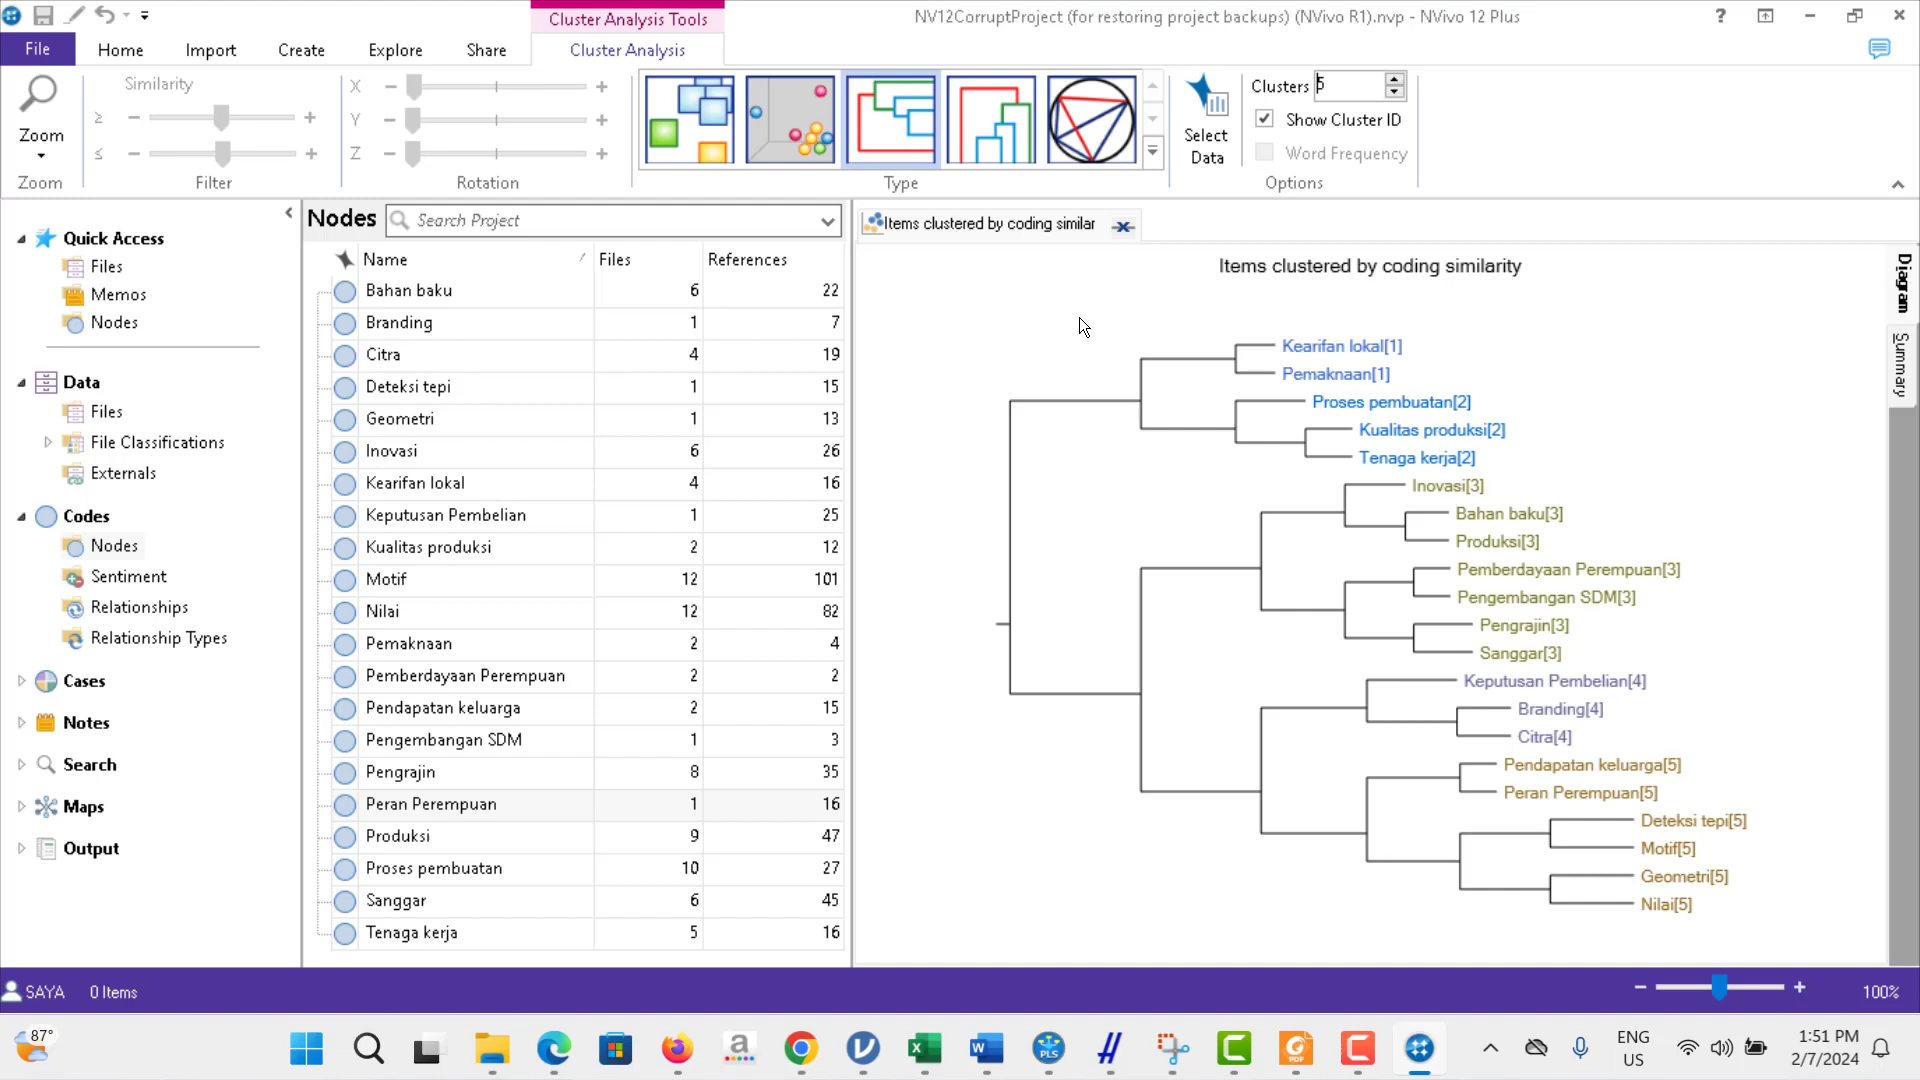 Cluster Analysis Tools
NV12CorruptProject (for restoring project backups) (NVivo R1).nvp - NVivo 12 Plus
File Home Import Create Explore Share Cluster Analysis
Similarity
≥
≤
Filter
X
Y
Z
Rotation
Type
Select
Data
Clusters 5
Show Cluster ID
Word Frequency
Options
Zoom
Zoom
Quick Access
Files
Memos
Nodes
Data
Files
File Classifications
Externals
Codes
Nodes
Sentiment
Relationships
Relationship Types
Cases
Notes
Search
Maps
Output
Nodes Search Project
Name Files References
Bahan baku 6 22
Branding 1 7
Citra 4 19
Deteksi tepi 1 15
Geometri 1 13
Inovasi 6 26
Kearifan lokal 4 16
Keputusan Pembelian 1 25
Kualitas produksi 2 12
Motif 12 101
Nilai 12 82
Pemaknaan 2 4
Pemberdayaan Perempuan 2 2
Pendapatan keluarga 2 15
Pengembangan SDM 1 3
Pengrajin 8 35
Peran Perempuan 1 16
Produksi 9 47
Proses pembuatan 10 27
Sanggar 6 45
Tenaga kerja 5 16
Items clustered by coding similar
Items clustered by coding similarity
Kearifan lokal[1]
Pemaknaan[1]
Proses pembuatan[2]
Kualitas produksi[2]
Tenaga kerja[2]
Inovasi[3]
Bahan baku[3]
Produksi[3]
Pemberdayaan Perempuan[3]
Pengembangan SDM[3]
Pengrajin[3]
Sanggar[3]
Keputusan Pembelian[4]
Branding[4]
Citra[4]
Pendapatan keluarga[5]
Peran Perempuan[5]
Deteksi tepi[5]
Motif[5]
Geometri[5]
Nilai[5]
Diagram
Summary
SAYA 0 Items
100%
87°
ENG
US
1:51 PM
2/7/2024